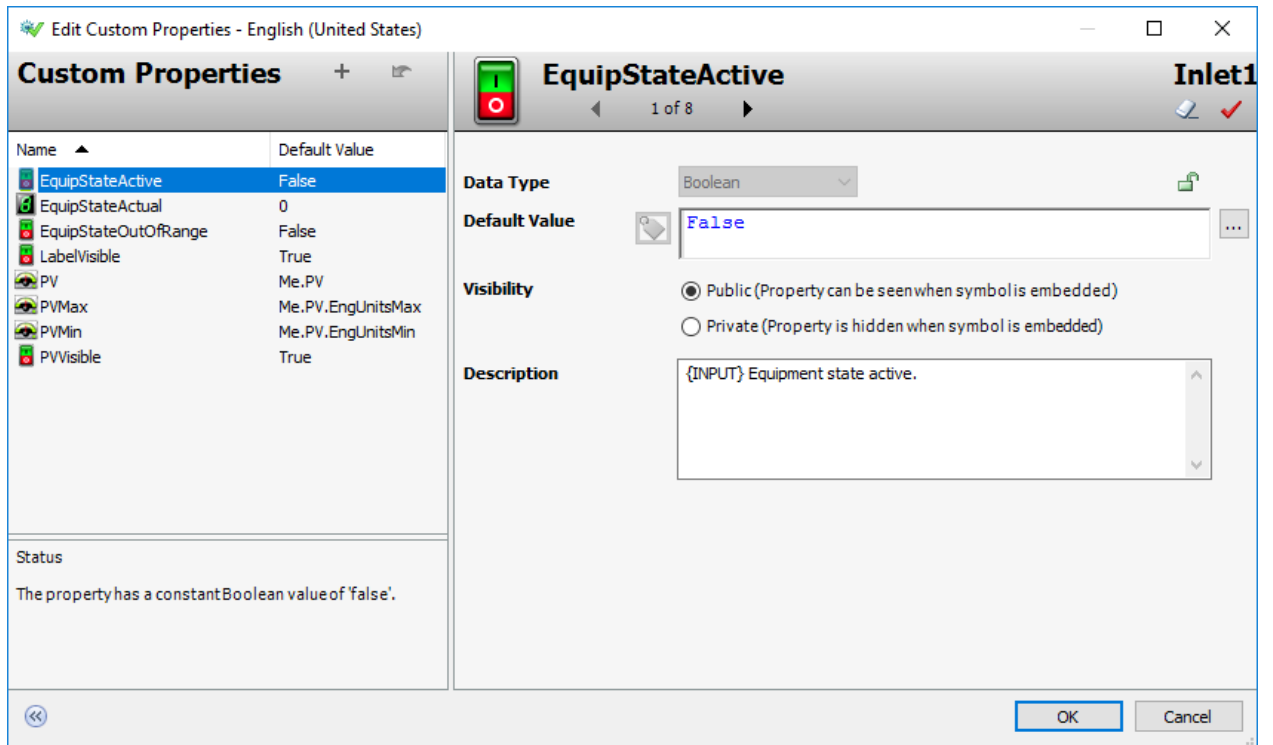 Edit Custom Properties - English (United States)
Custom Properties
EquipStateActive
Inlet1
1 of 8
Name
Default Value
EquipStateActive False
EquipStateActual 0
EquipStateOutOfRange False
LabelVisible True
PV Me.PV
PVMax Me.PV.EngUnitsMax
PVMin Me.PV.EngUnitsMin
PVVisible True
Status
The property has a constant Boolean value of 'false'.
Data Type Boolean
Default Value False
...
Visibility Public (Property can be seen when symbol is embedded)
Private (Property is hidden when symbol is embedded)
Description {INPUT} Equipment state active.
OK
Cancel